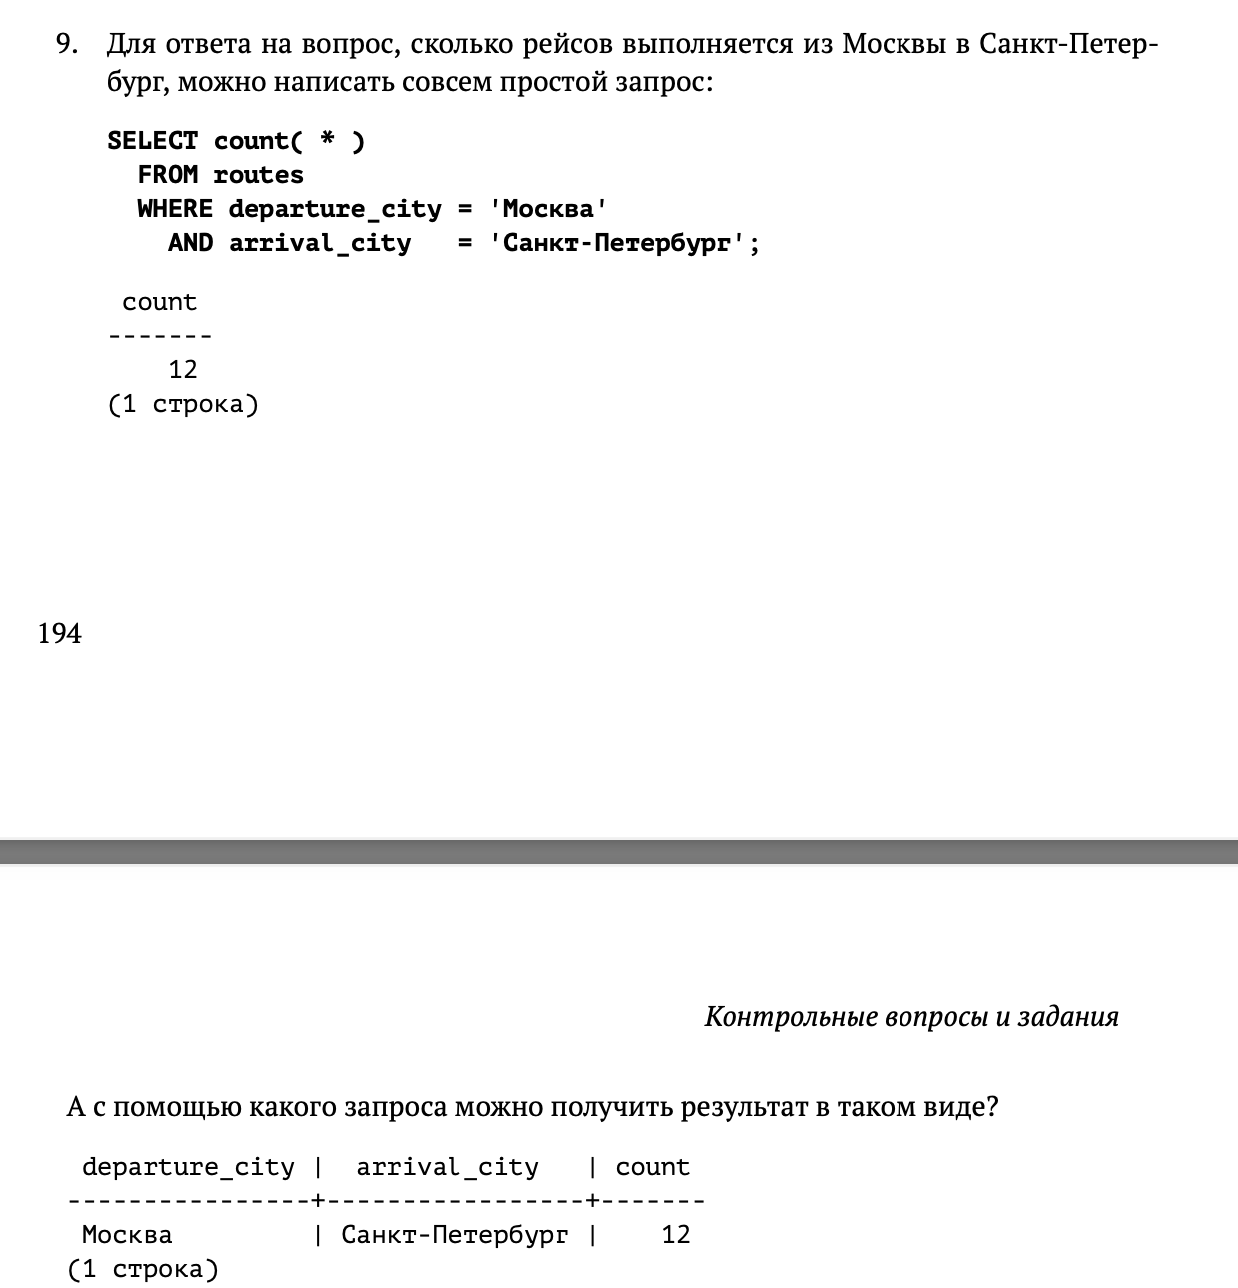 9. Для ответа на вопрос, сколько рейсов выполняется из Москвы в Санкт-Петер-
бург, можно написать совсем простой запрос:
SELECT count( * )
  FROM routes
  WHERE departure_city = 'Москва'
    AND arrival_city   = 'Санкт-Петербург';
 count
-------
    12
(1 строка)
194
Контрольные вопросы и задания
А с помощью какого запроса можно получить результат в таком виде?
 departure_city |  arrival_city   | count
----------------+-----------------+-------
 Москва         | Санкт-Петербург |    12
(1 строка)